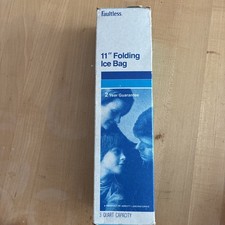 Faultless
11" Folding
Ice Bag
2 Year Guarantee
3 QUART CAPACITY